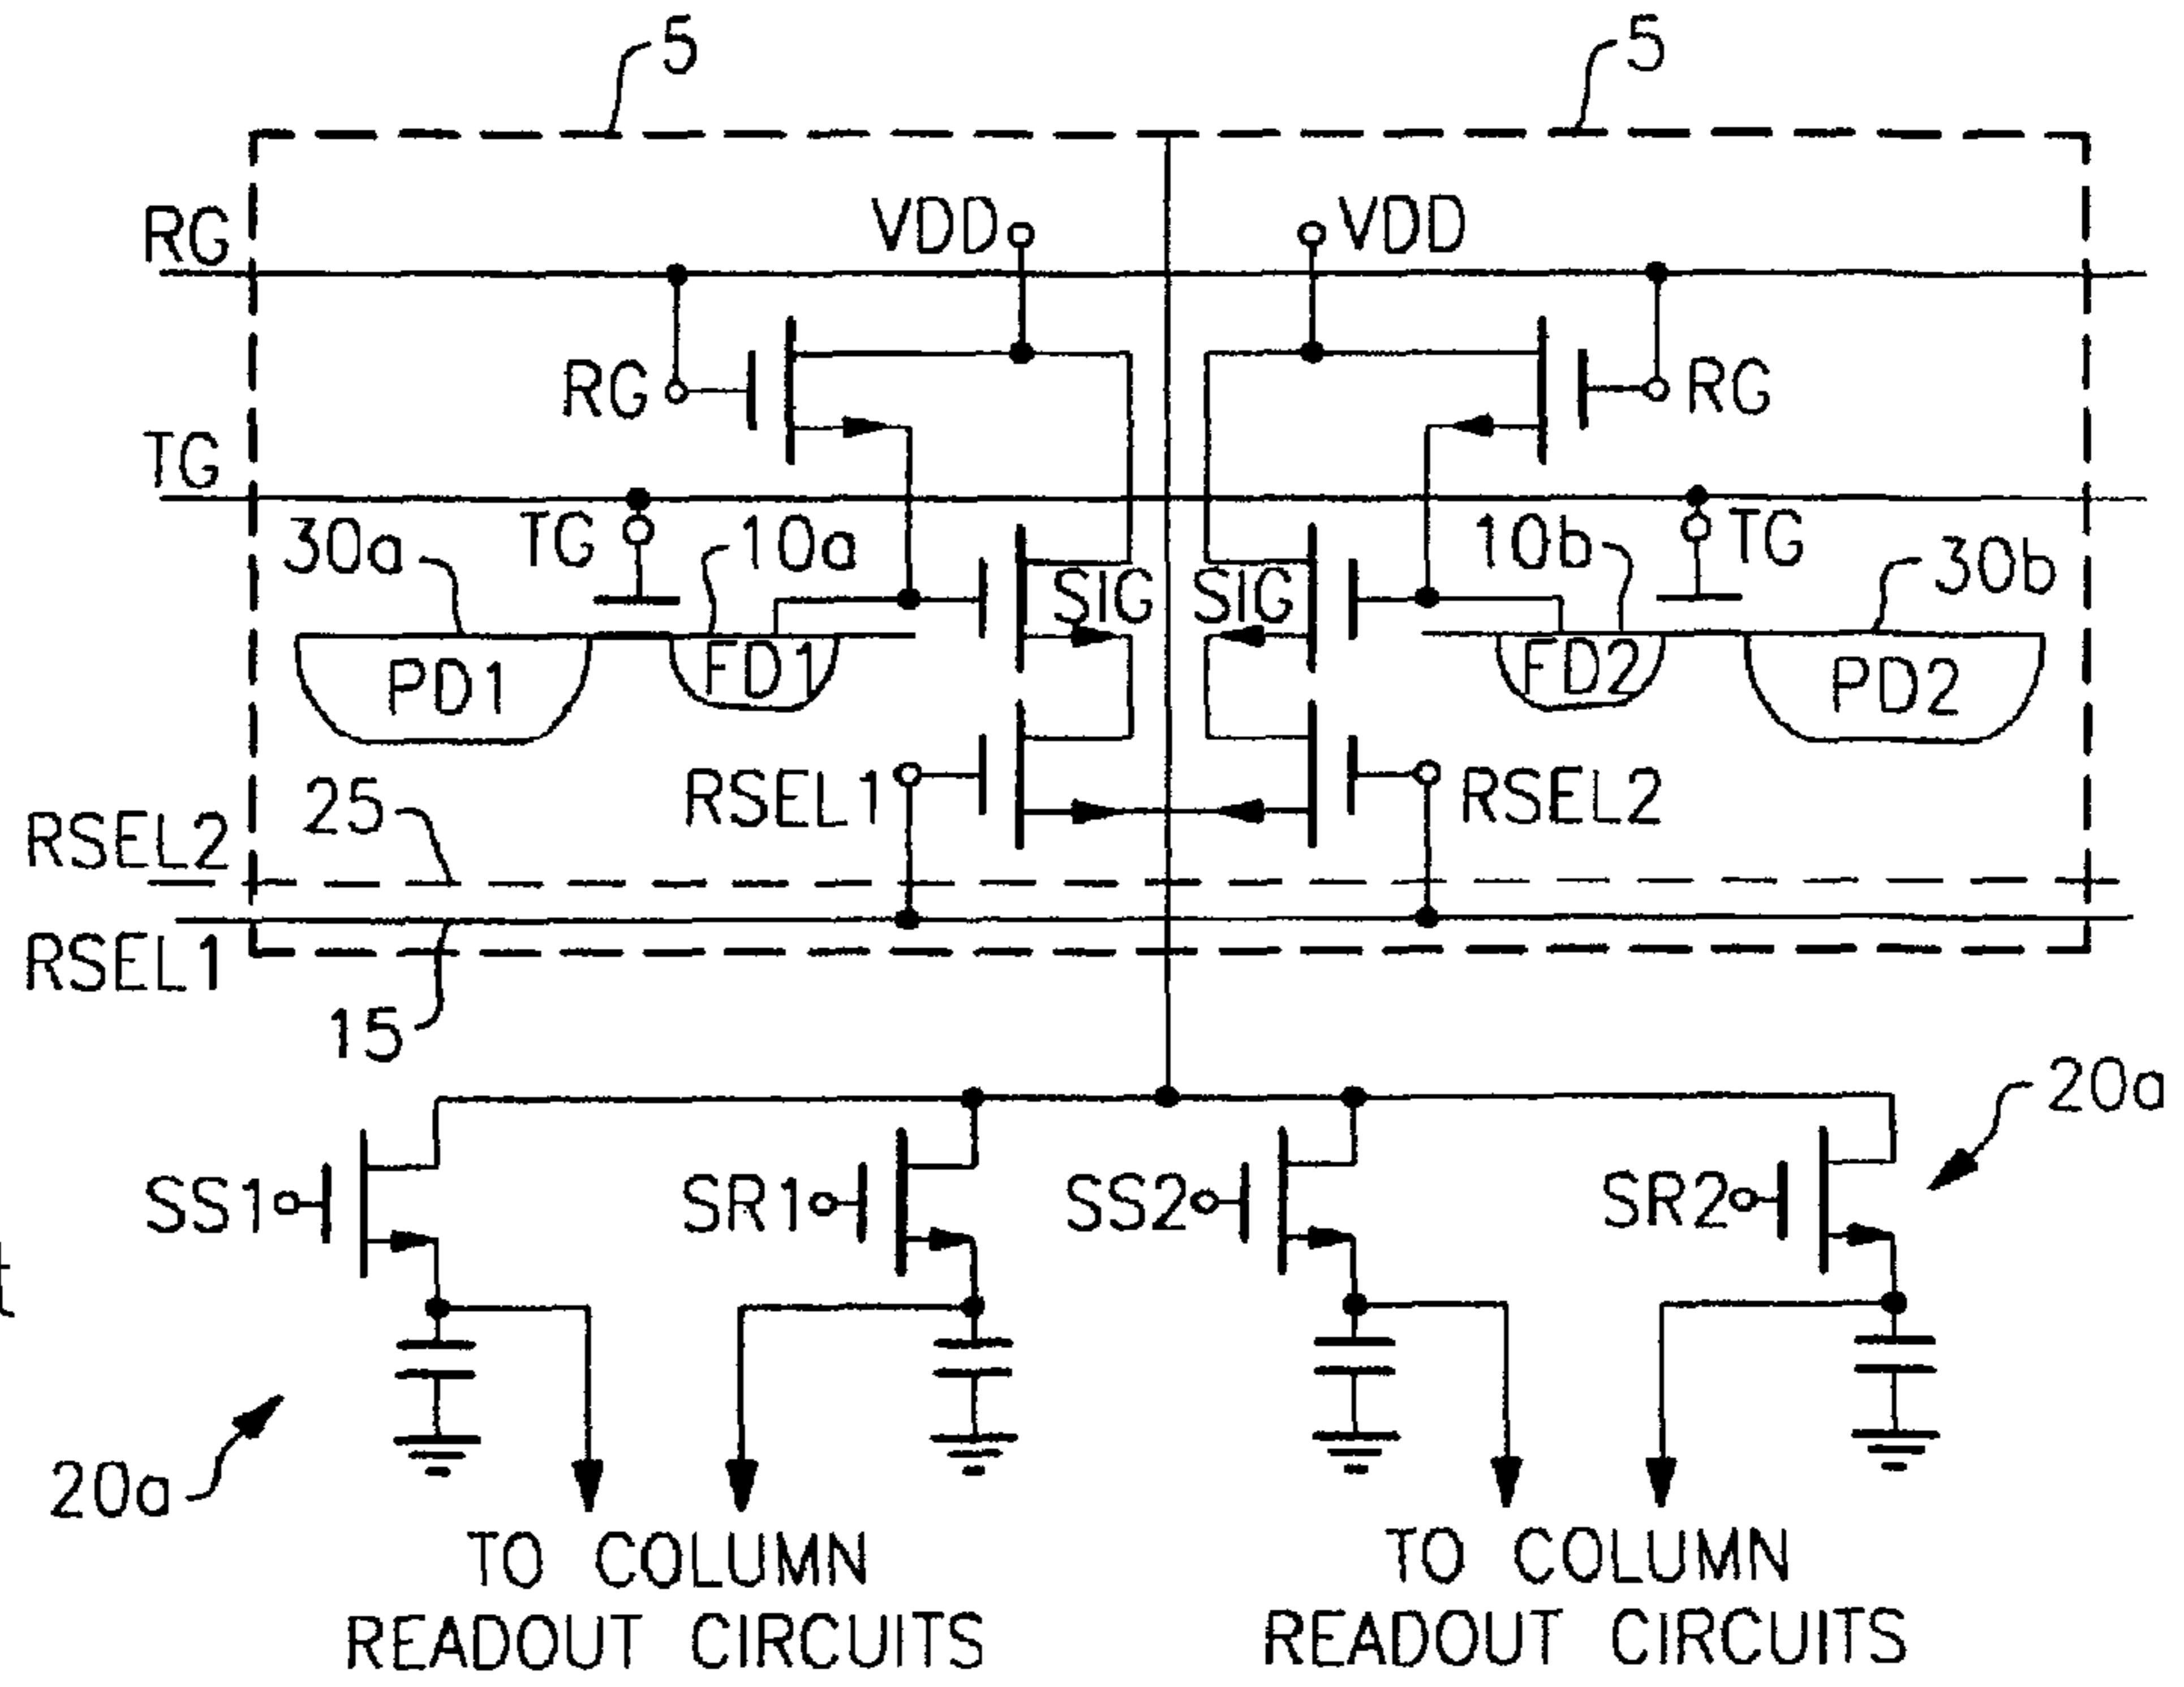 5
5
RG
VDD
VDD
RG
RG
TG
30a
TG
10a
SIG
SIG
10b
TG
30b
PD1
FD1
FD2
PD2
RSEL1
RSEL2
RSEL2
25
RSEL1
15
20a
SS1
SR1
SS2
SR2
20a
TO COLUMN
READOUT CIRCUITS
TO COLUMN
READOUT CIRCUITS